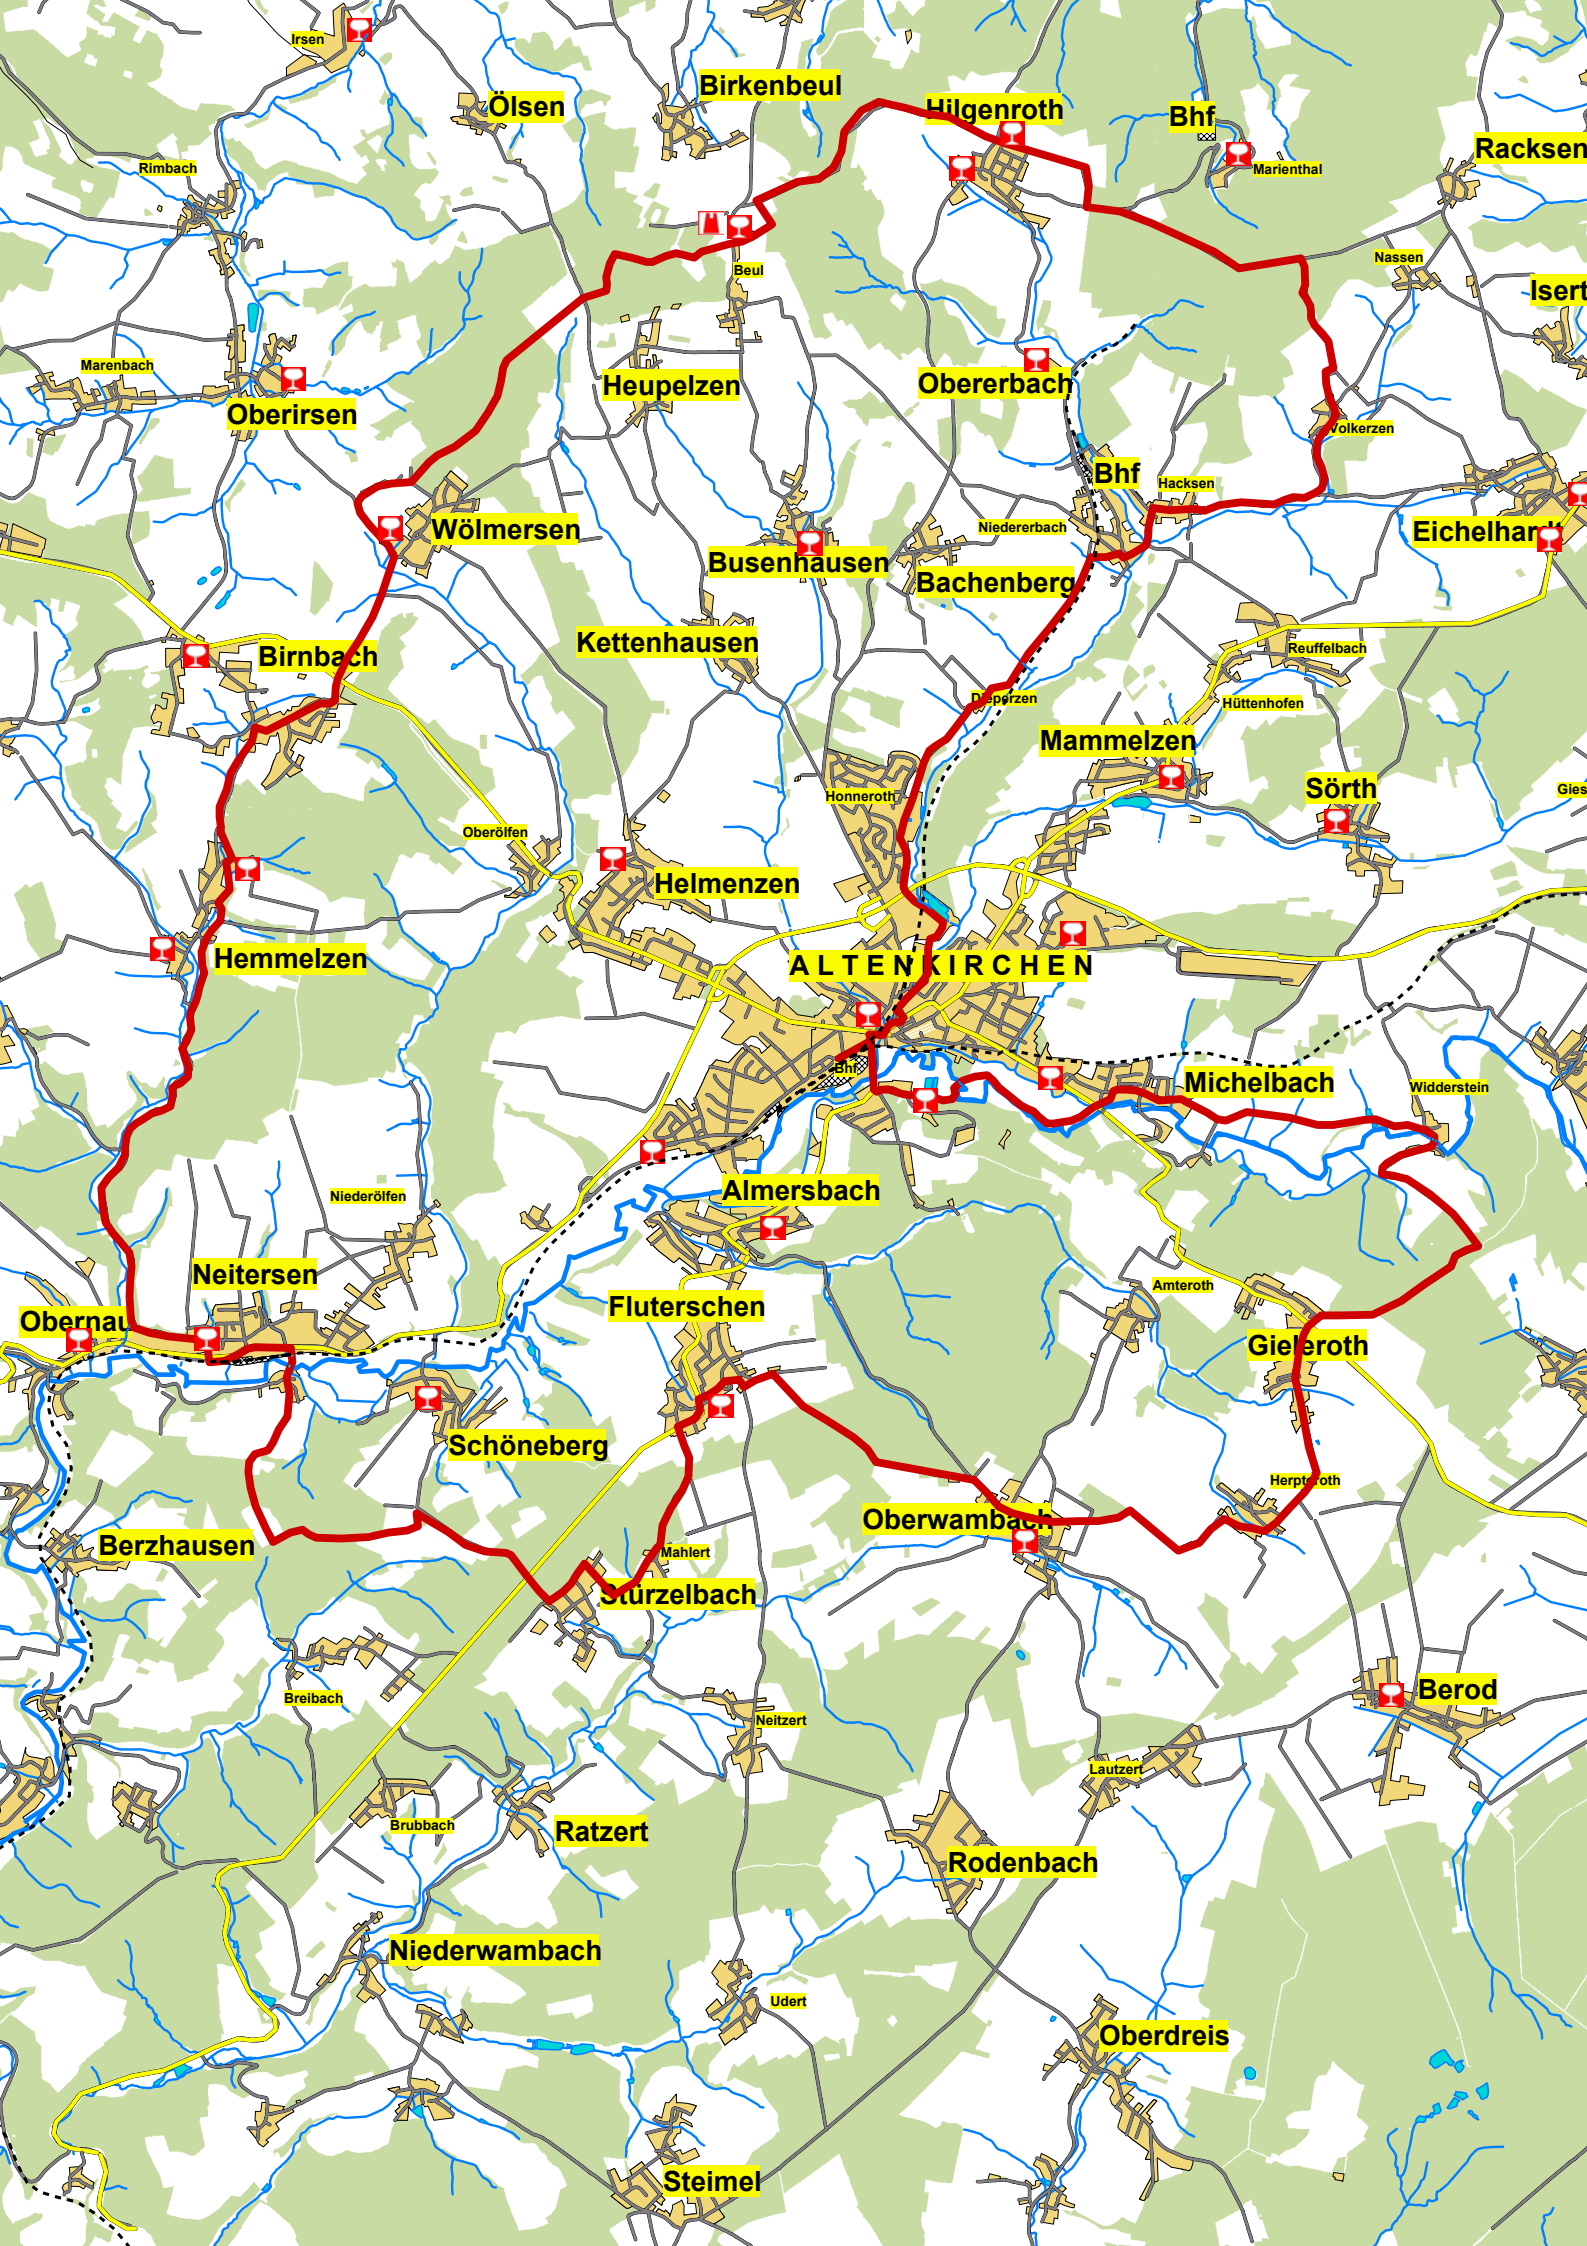 Irsen
Birkenbeul
Ölsen
Hilgenroth
Bhf
Racksen
Rimbach
Marienthal
Nassen
Beul
Isert
Marenbach
Heupelzen
Obererbach
Oberirsen
Volkerzen
Bhf
Hacksen
Wölmersen
Niedererbach
Eichelhardt
Busenhausen
Bachenberg
Kettenhausen
Reuffelbach
Birnbach
Dieperzen
Hüttenhofen
Mammelzen
Sörth
Gies
Honneroth
Oberölfen
Helmenzen
Hemmelzen
ALTENKIRCHEN
Bhf
Michelbach
Widderstein
Almersbach
Niederölfen
Neitersen
Amteroth
Fluterschen
Obernau
Gieleroth
Schöneberg
Herpteroth
Oberwambach
Berzhausen
Mahlert
Stürzelbach
Berod
Breibach
Neitzert
Lautzert
Brubbach
Ratzert
Rodenbach
Niederwambach
Udert
Oberdreis
Steimel